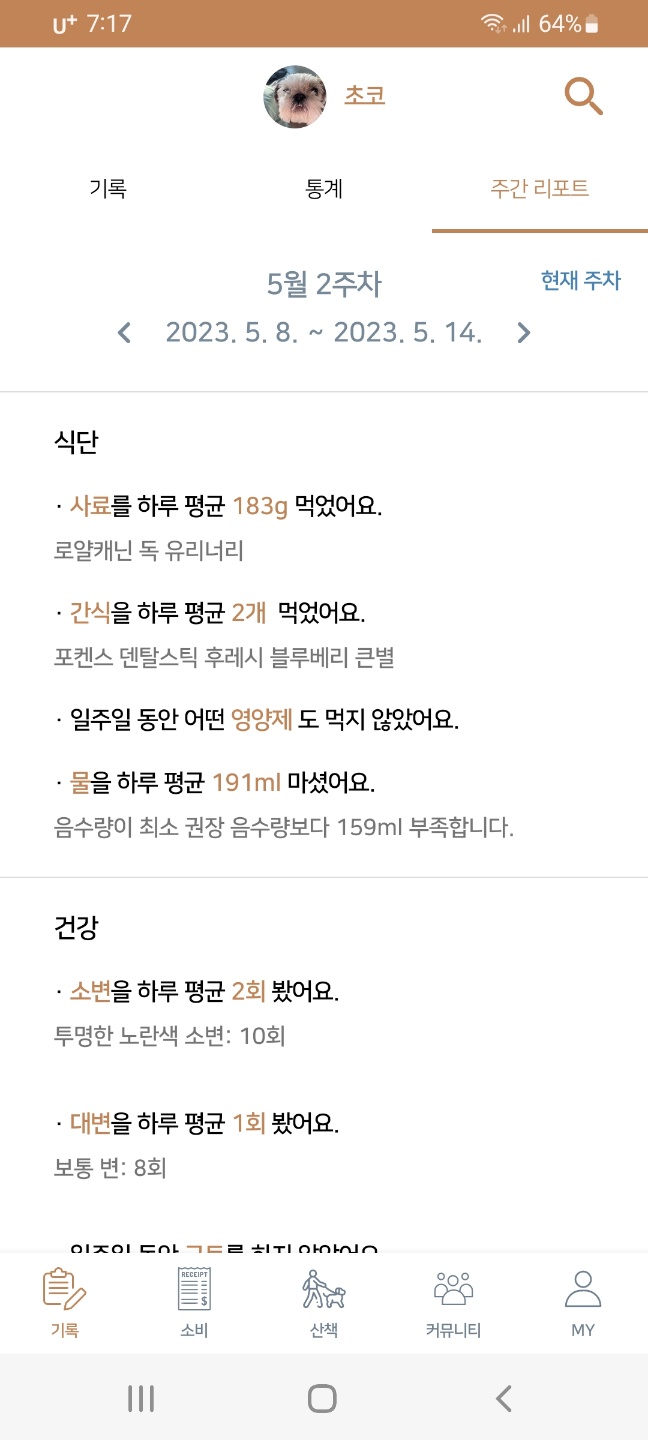 U+ 7:17 64%
초코
기록 통계 주간 리포트
5월 2주차 현재 주차
2023. 5. 8. ~ 2023. 5. 14.
식단
· 사료를 하루 평균 183g 먹었어요.
로얄캐닌 독 유리너리
· 간식을 하루 평균 2개 먹었어요.
포켄스 덴탈스틱 후레시 블루베리 큰별
· 일주일 동안 어떤 영양제 도 먹지 않았어요.
· 물을 하루 평균 191ml 마셨어요.
음수량이 최소 권장 음수량보다 159ml 부족합니다.
건강
· 소변을 하루 평균 2회 봤어요.
투명한 노란색 소변: 10회
· 대변을 하루 평균 1회 봤어요.
보통 변: 8회
· 일주일 동안 구토를 하지 않았어요
RECEIPT
$
기록 소비 산책 커뮤니티 MY